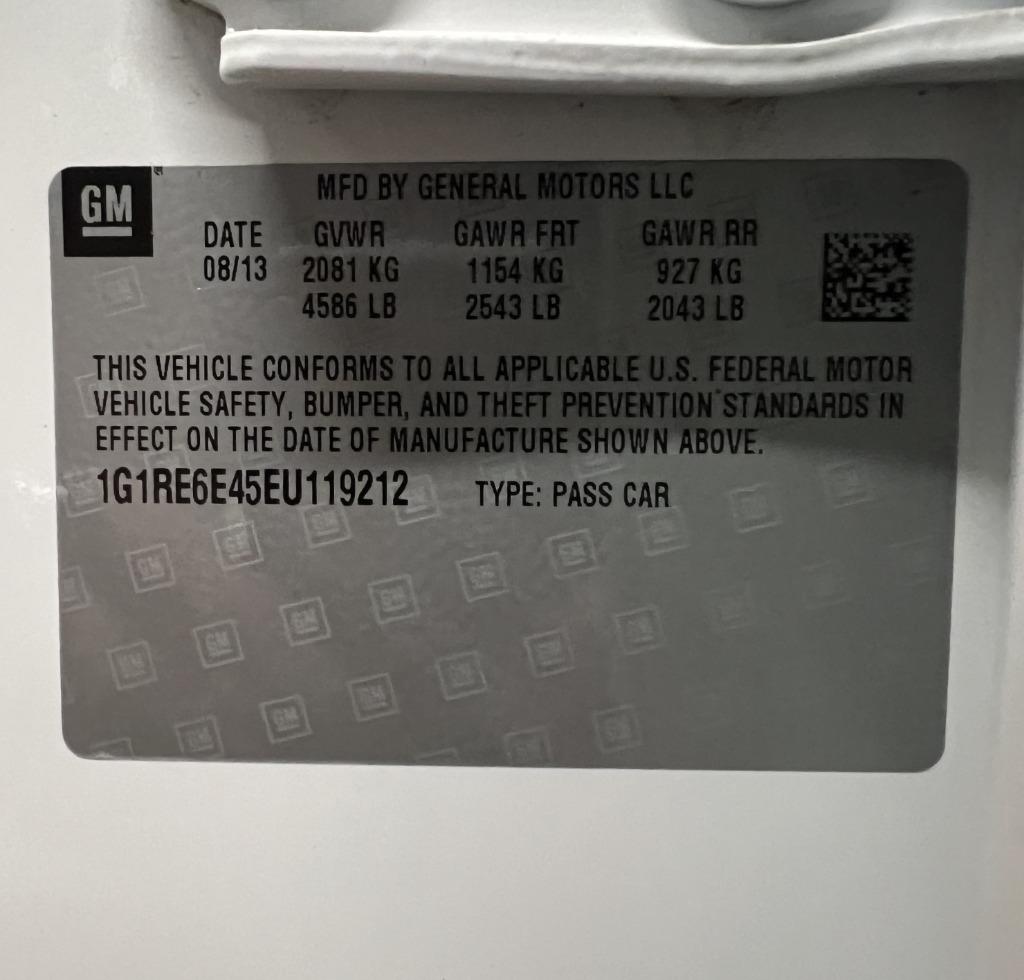 GM
MFD BY GENERAL MOTORS LLC
DATE GVWR GAWR FRT GAWR RR
08/13 2081 KG 1154 KG 927 KG
4586 LB 2543 LB 2043 LB
THIS VEHICLE CONFORMS TO ALL APPLICABLE U.S. FEDERAL MOTOR
VEHICLE SAFETY, BUMPER, AND THEFT PREVENTION STANDARDS IN
EFFECT ON THE DATE OF MANUFACTURE SHOWN ABOVE.
1G1RE6E45EU119212 TYPE: PASS CAR